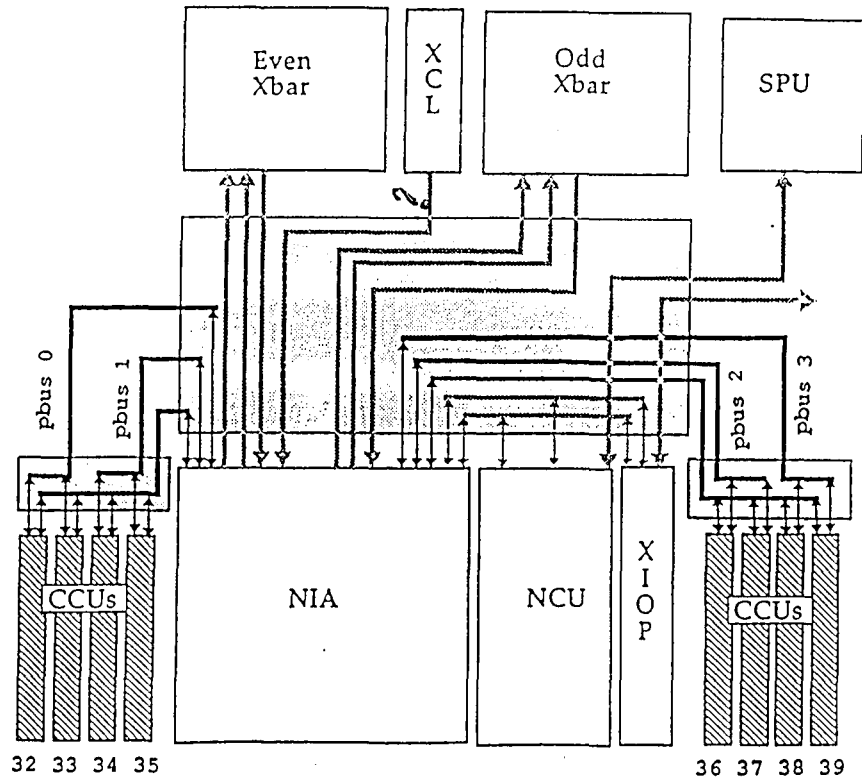 Even
Xbar
X
C
L
Odd
Xbar
SPU
pbus 0
pbus 1
pbus 2
pbus 3
CCUs
NIA
NCU
X
I
O
P
CCUs
32 33 34 35
36 37 38 39